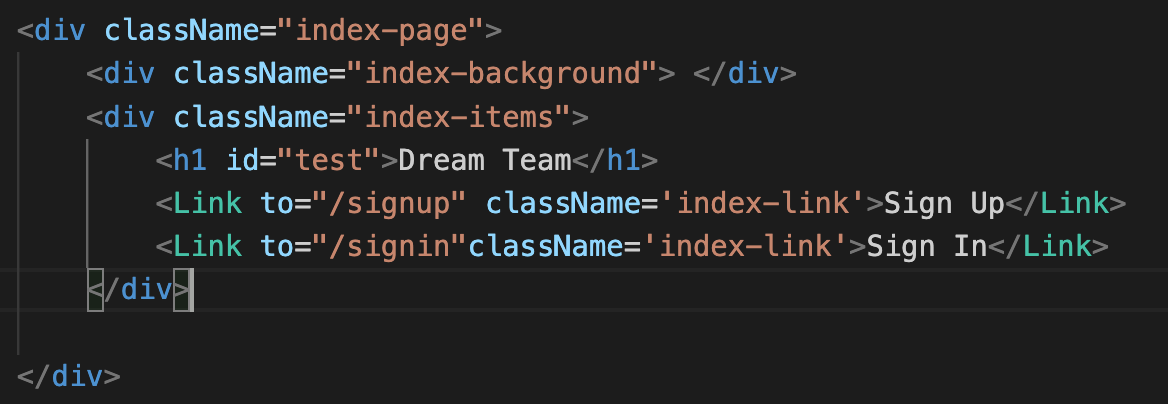 <div className="index-page">
    <div className="index-background"> </div>
    <div className="index-items">
        <h1 id="test">Dream Team</h1>
        <Link to="/signup" className='index-link'>Sign Up</Link>
        <Link to="/signin"className='index-link'>Sign In</Link>
    </div>
</div>